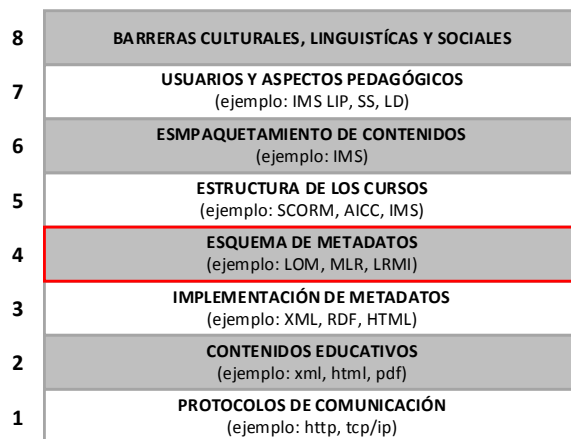 8 BARRERAS CULTURALES, LINGUISTÍCAS Y SOCIALES
7 USUARIOS Y ASPECTOS PEDAGÓGICOS
(ejemplo: IMS LIP, SS, LD)
6 ESMPAQUETAMIENTO DE CONTENIDOS
(ejemplo: IMS)
5 ESTRUCTURA DE LOS CURSOS
(ejemplo: SCORM, AICC, IMS)
4 ESQUEMA DE METADATOS
(ejemplo: LOM, MLR, LRMI)
3 IMPLEMENTACIÓN DE METADATOS
(ejemplo: XML, RDF, HTML)
2 CONTENIDOS EDUCATIVOS
(ejemplo: xml, html, pdf)
1 PROTOCOLOS DE COMUNICACIÓN
(ejemplo: http, tcp/ip)